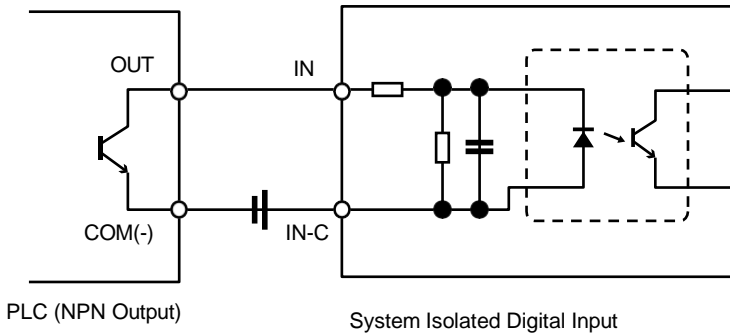 OUT
IN
COM(-)
IN-C
PLC (NPN Output)
System Isolated Digital Input